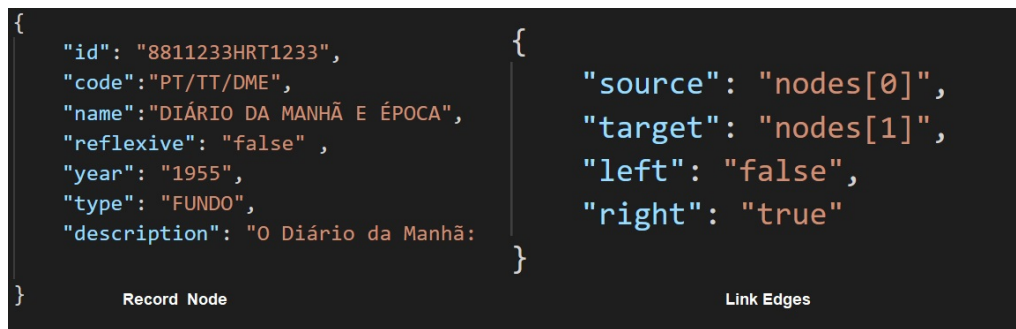 {
"id": "8811233HRT1233",
"code":"PT/TT/DME",
"name":"DIÁRIO DA MANHÃ E ÉPOCA",
"reflexive": "false" ,
"year": "1955",
"type": "FUNDO",
"description": "O Diário da Manhã:
}
Record Node
{
"source": "nodes[0]",
"target": "nodes[1]",
"left": "false",
"right": "true"
}
Link Edges